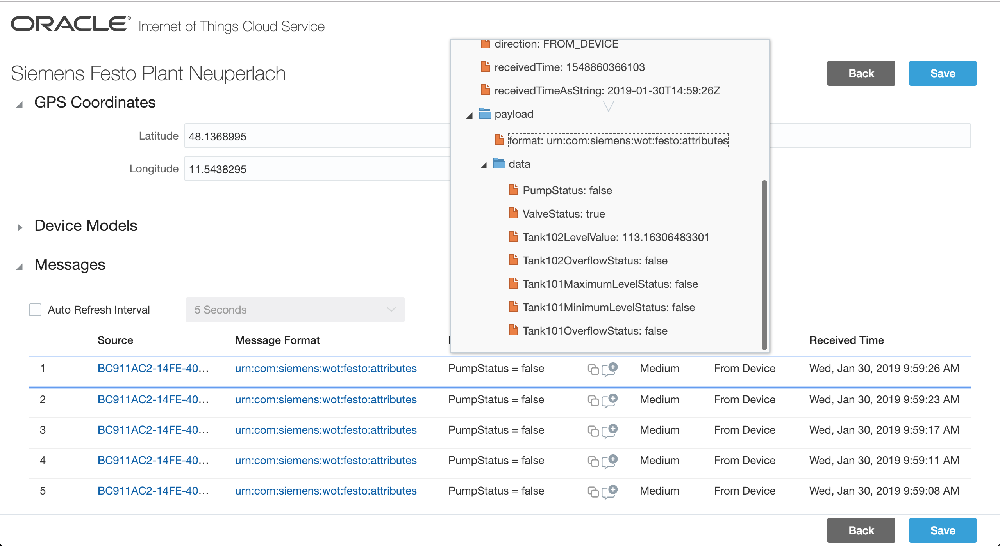 ORACLE® Internet of Things Cloud Service
Siemens Festo Plant Neuperlach
Back
Save
GPS Coordinates
Latitude
48.1368995
Longitude
11.5438295
Device Models
Messages
Auto Refresh Interval
5 Seconds
direction: FROM_DEVICE
receivedTime: 1548860366103
receivedTimeAsString: 2019-01-30T14:59:26Z
payload
format: urn:com:siemens:wot:festo:attributes
data
PumpStatus: false
ValveStatus: true
Tank102LevelValue: 113.16306483301
Tank102OverflowStatus: false
Tank101MaximumLevelStatus: false
Tank101MinimumLevelStatus: false
Tank101OverflowStatus: false
Source Message Format Received Time
1 BC911AC2-14FE-40... urn:com:siemens:wot:festo:attributes PumpStatus = false Medium From Device Wed, Jan 30, 2019 9:59:26 AM
2 BC911AC2-14FE-40... urn:com:siemens:wot:festo:attributes PumpStatus = false Medium From Device Wed, Jan 30, 2019 9:59:23 AM
3 BC911AC2-14FE-40... urn:com:siemens:wot:festo:attributes PumpStatus = false Medium From Device Wed, Jan 30, 2019 9:59:17 AM
4 BC911AC2-14FE-40... urn:com:siemens:wot:festo:attributes PumpStatus = false Medium From Device Wed, Jan 30, 2019 9:59:11 AM
5 BC911AC2-14FE-40... urn:com:siemens:wot:festo:attributes PumpStatus = false Medium From Device Wed, Jan 30, 2019 9:59:08 AM
Back
Save